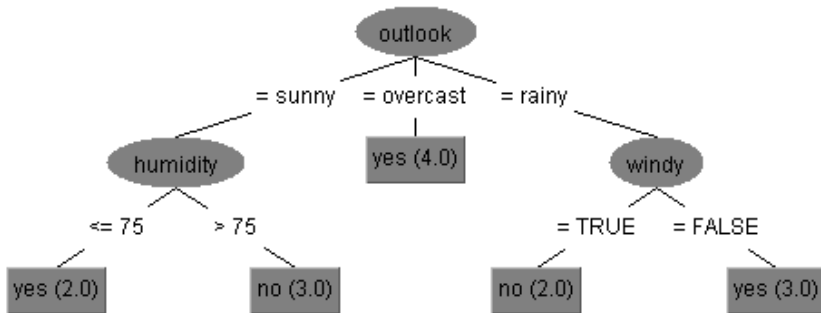 outlook
= sunny = overcast = rainy
humidity yes (4.0) windy
<= 75 > 75 = TRUE = FALSE
yes (2.0) no (3.0) no (2.0) yes (3.0)